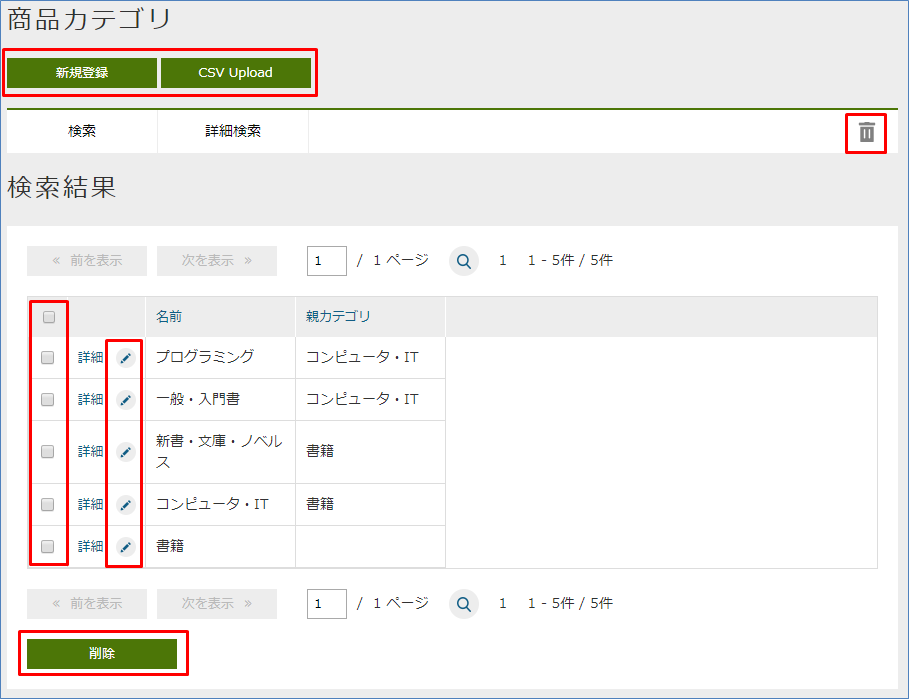 商品カテゴリ
新規登録 CSV Upload
検索 詳細検索
検索結果
« 前を表示 次を表示 » 1 / 1 ページ 1 1 - 5件 / 5件
名前 親カテゴリ
詳細 プログラミング コンピュータ・IT
詳細 一般・入門書 コンピュータ・IT
詳細 新書・文庫・ノベル
ス 書籍
詳細 コンピュータ・IT 書籍
詳細 書籍
« 前を表示 次を表示 » 1 / 1 ページ 1 1 - 5件 / 5件
削除